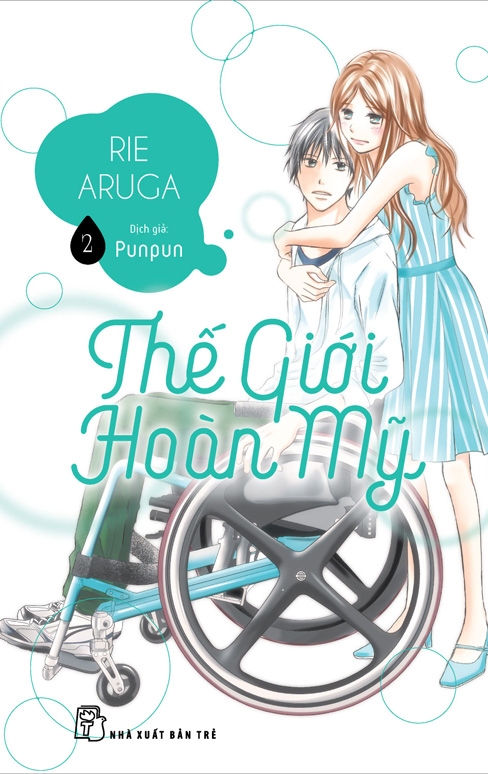 RIE
ARUGA
2
Dịch giả:
Punpun
Thế Giới
Hoàn Mỹ
NHÀ XUẤT BẢN TRẺ